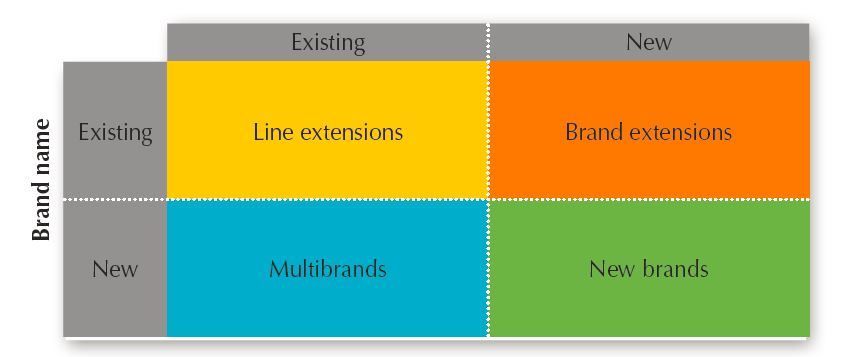 Existing
New
Brand name
Existing
Line extensions
Brand extensions
New
Multibrands
New brands